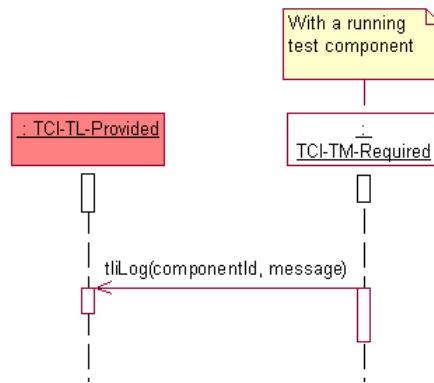 With a running
test component
: TCI-TL-Provided
:
TCI-TM-Required
tliLog(componentId, message)